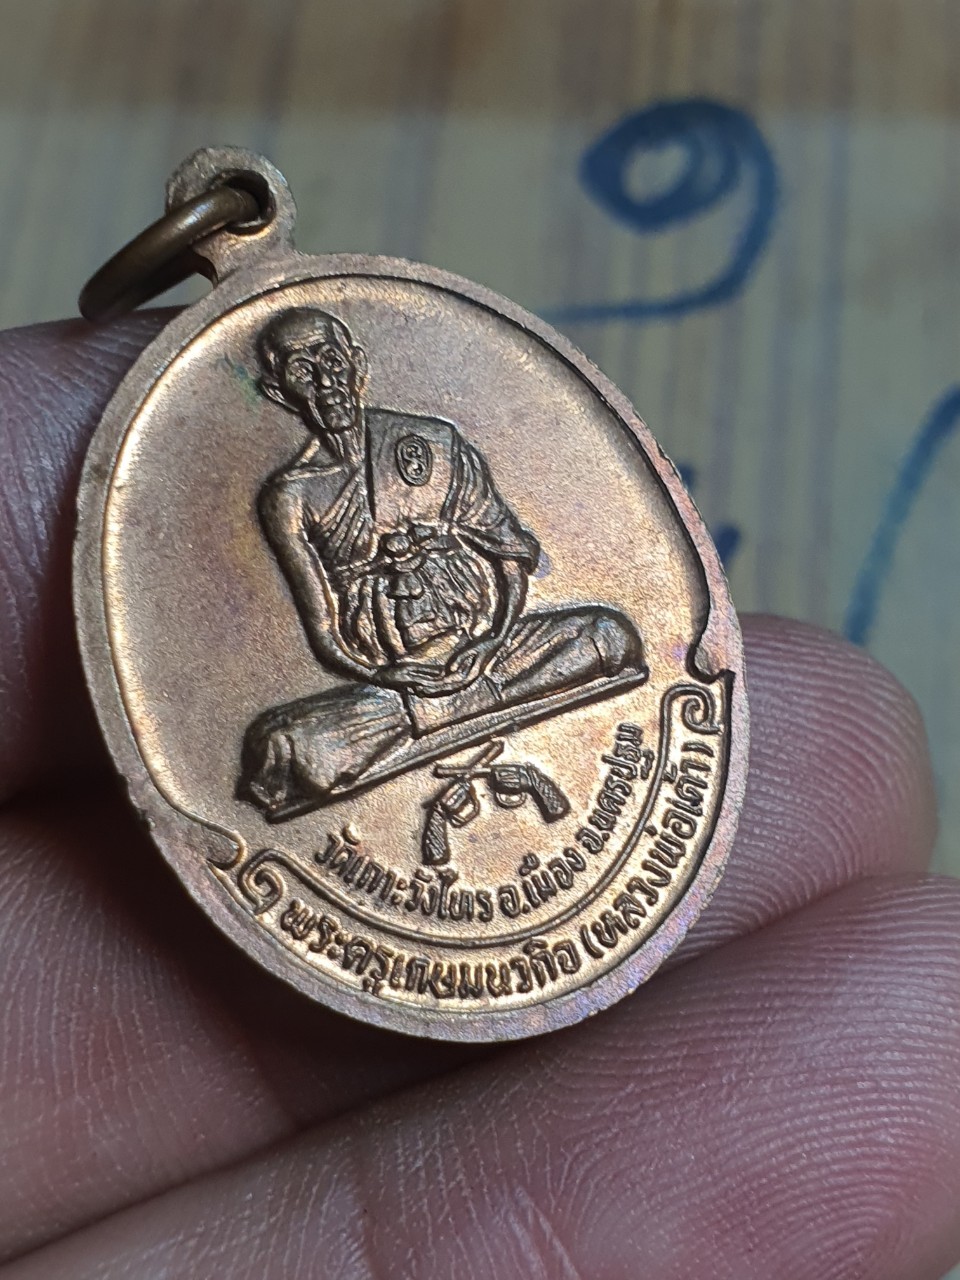 วัดเกาะวังไทร อ.เมือง จ.นครปฐม
พระครูเกษมนวกิจ (หลวงพ่อเต้า)